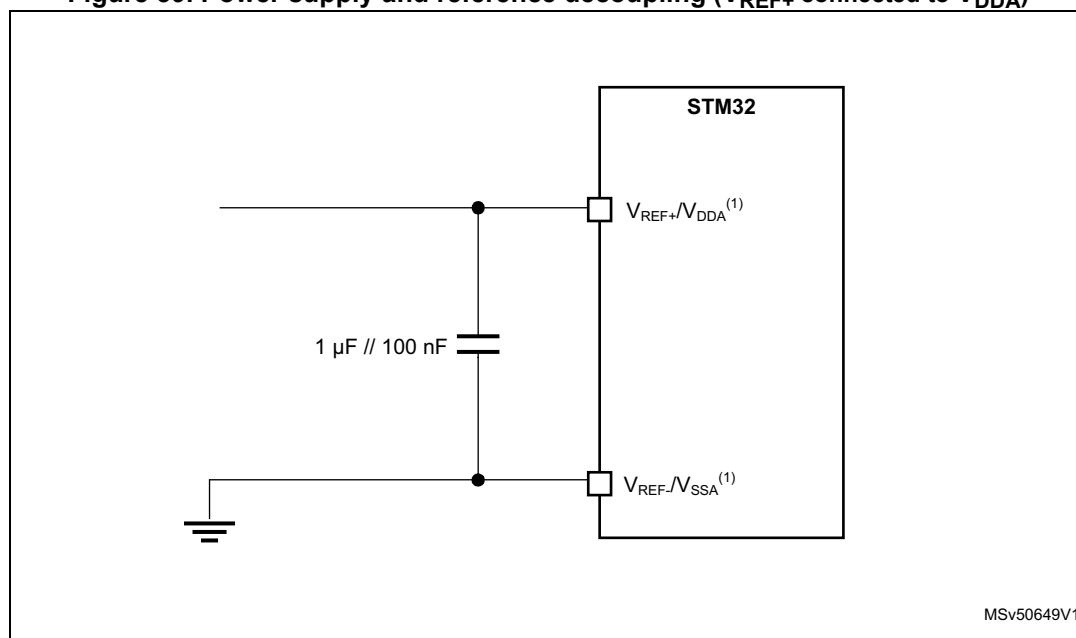 STM32
V_REF+/V_DDA^(1)
1 µF // 100 nF
V_REF-/V_SSA^(1)
MSv50649V1